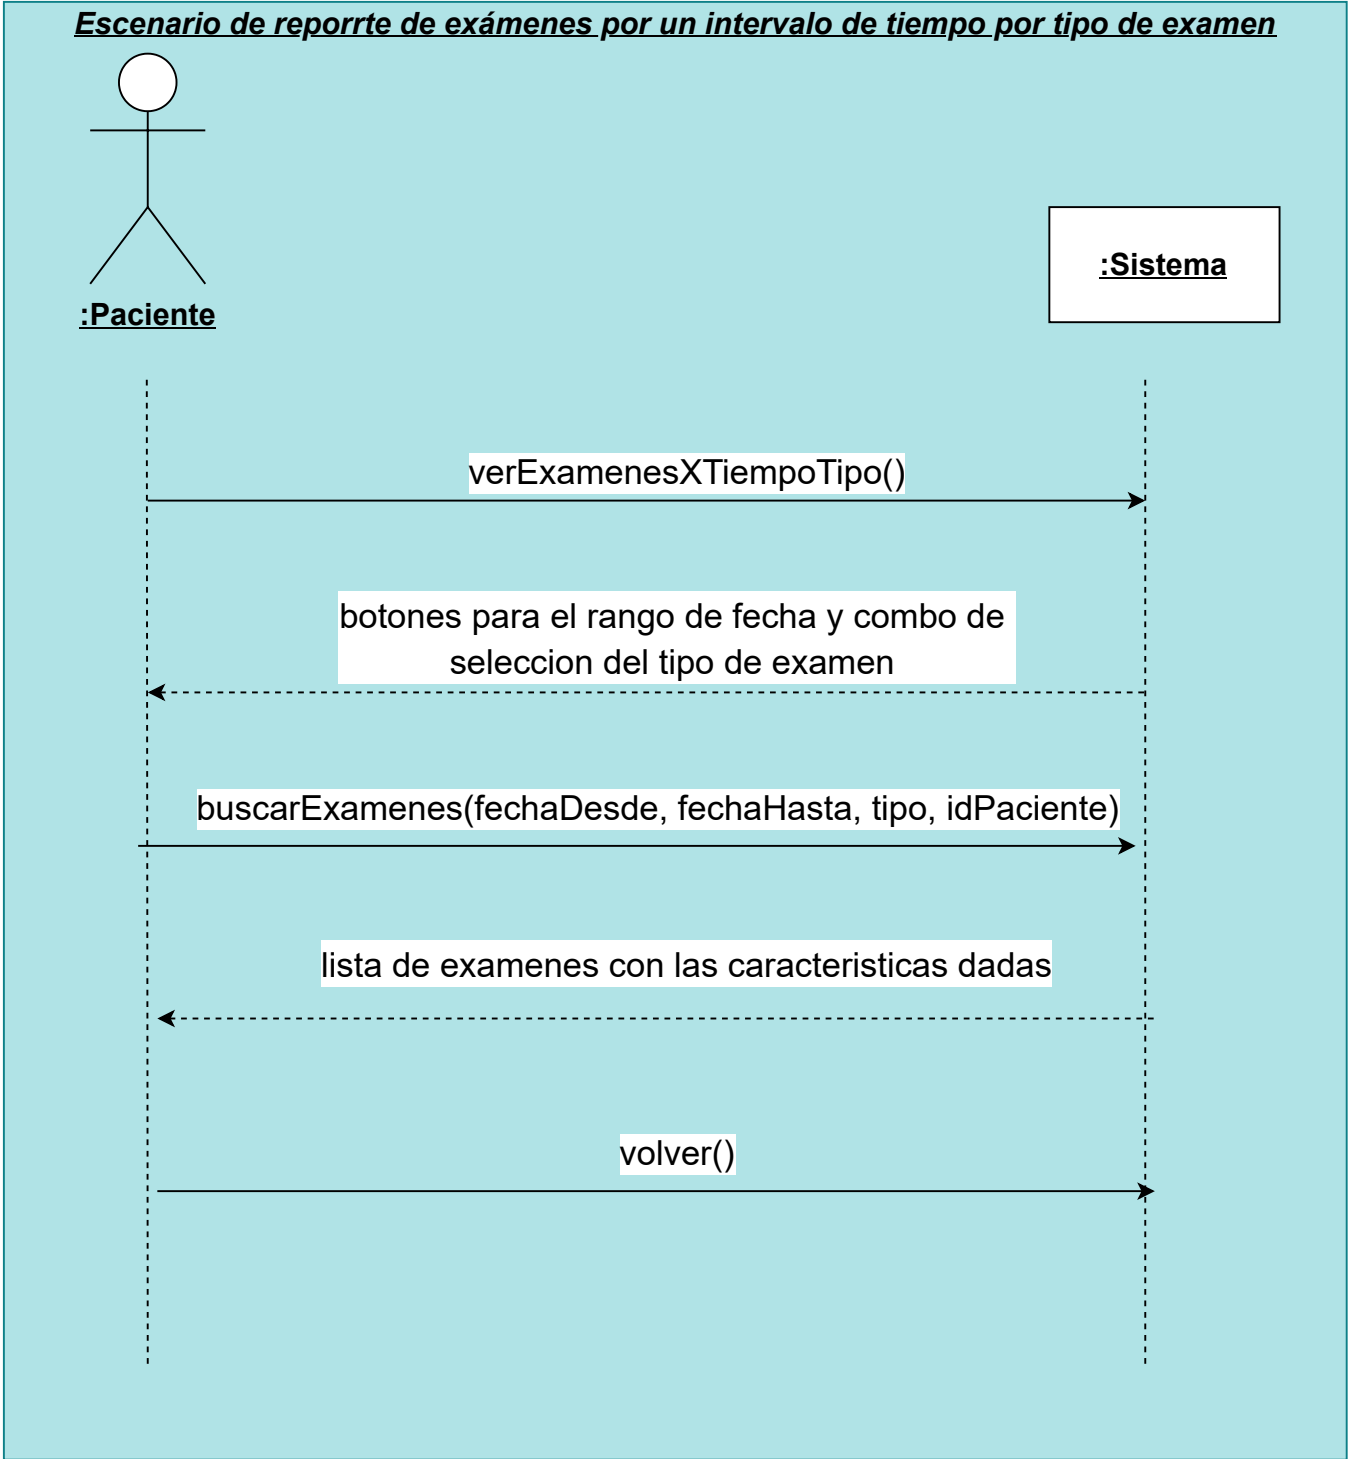 Escenario de reporrte de exámenes por un intervalo de tiempo por tipo de examen
:Paciente
:Sistema
verExamenesXTiempoTipo()
botones para el rango de fecha y combo de
seleccion del tipo de examen
buscarExamenes(fechaDesde, fechaHasta, tipo, idPaciente)
lista de examenes con las caracteristicas dadas
volver()